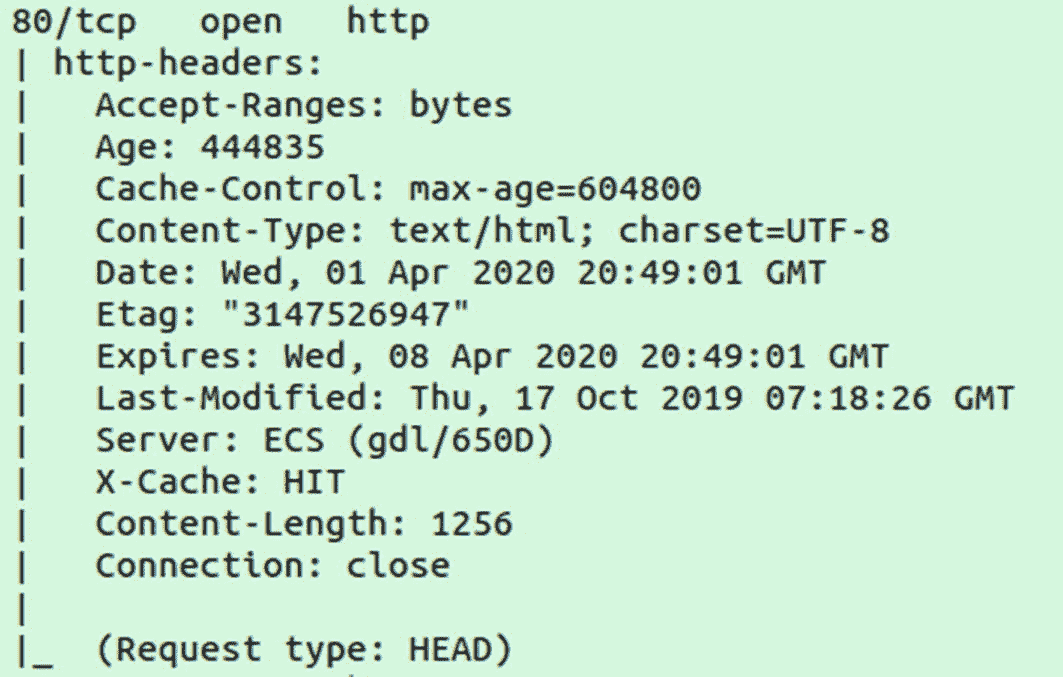 80/tcp   open   http
| http-headers:
|   Accept-Ranges: bytes
|   Age: 444835
|   Cache-Control: max-age=604800
|   Content-Type: text/html; charset=UTF-8
|   Date: Wed, 01 Apr 2020 20:49:01 GMT
|   Etag: "3147526947"
|   Expires: Wed, 08 Apr 2020 20:49:01 GMT
|   Last-Modified: Thu, 17 Oct 2019 07:18:26 GMT
|   Server: ECS (gdl/650D)
|   X-Cache: HIT
|   Content-Length: 1256
|   Connection: close
|
|_  (Request type: HEAD)